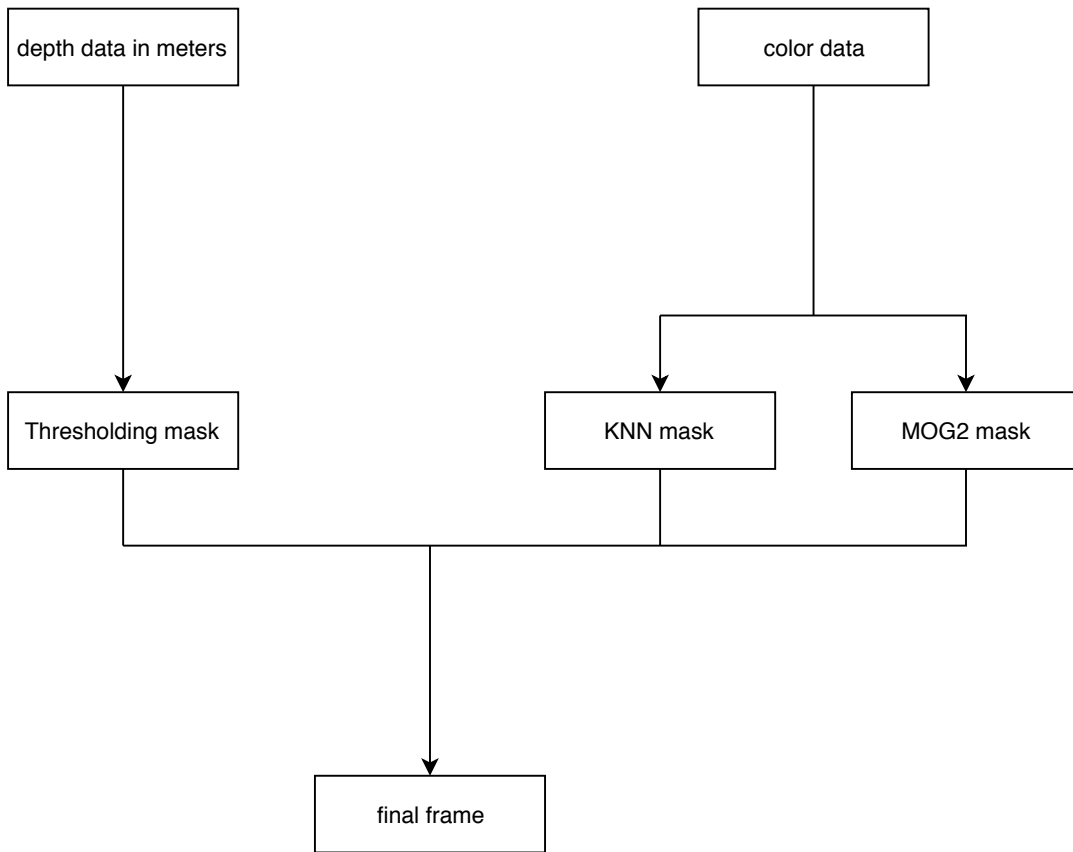 depth data in meters
color data
Thresholding mask
KNN mask
MOG2 mask
final frame